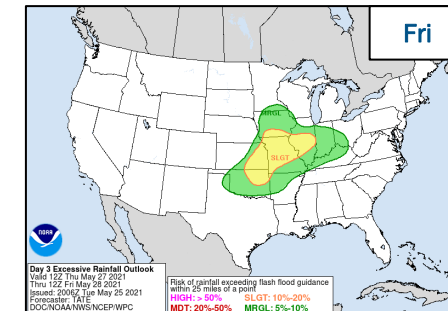 Fri
MRGL
SLGT
NOAA
Day 3 Excessive Rainfall Outlook
Valid 12Z Thu May 27 2021
Thru 12Z Fri May 28 2021
Issued: 2006Z Tue May 25 2021
Forecaster: TATE
DOC/NOAA/NWS/NCEP/WPC
Risk of rainfall exceeding flash flood guidance
within 25 miles of a point
HIGH: > 50% SLGT: 10%-20%
MDT: 20%-50% MRGL: 5%-10%